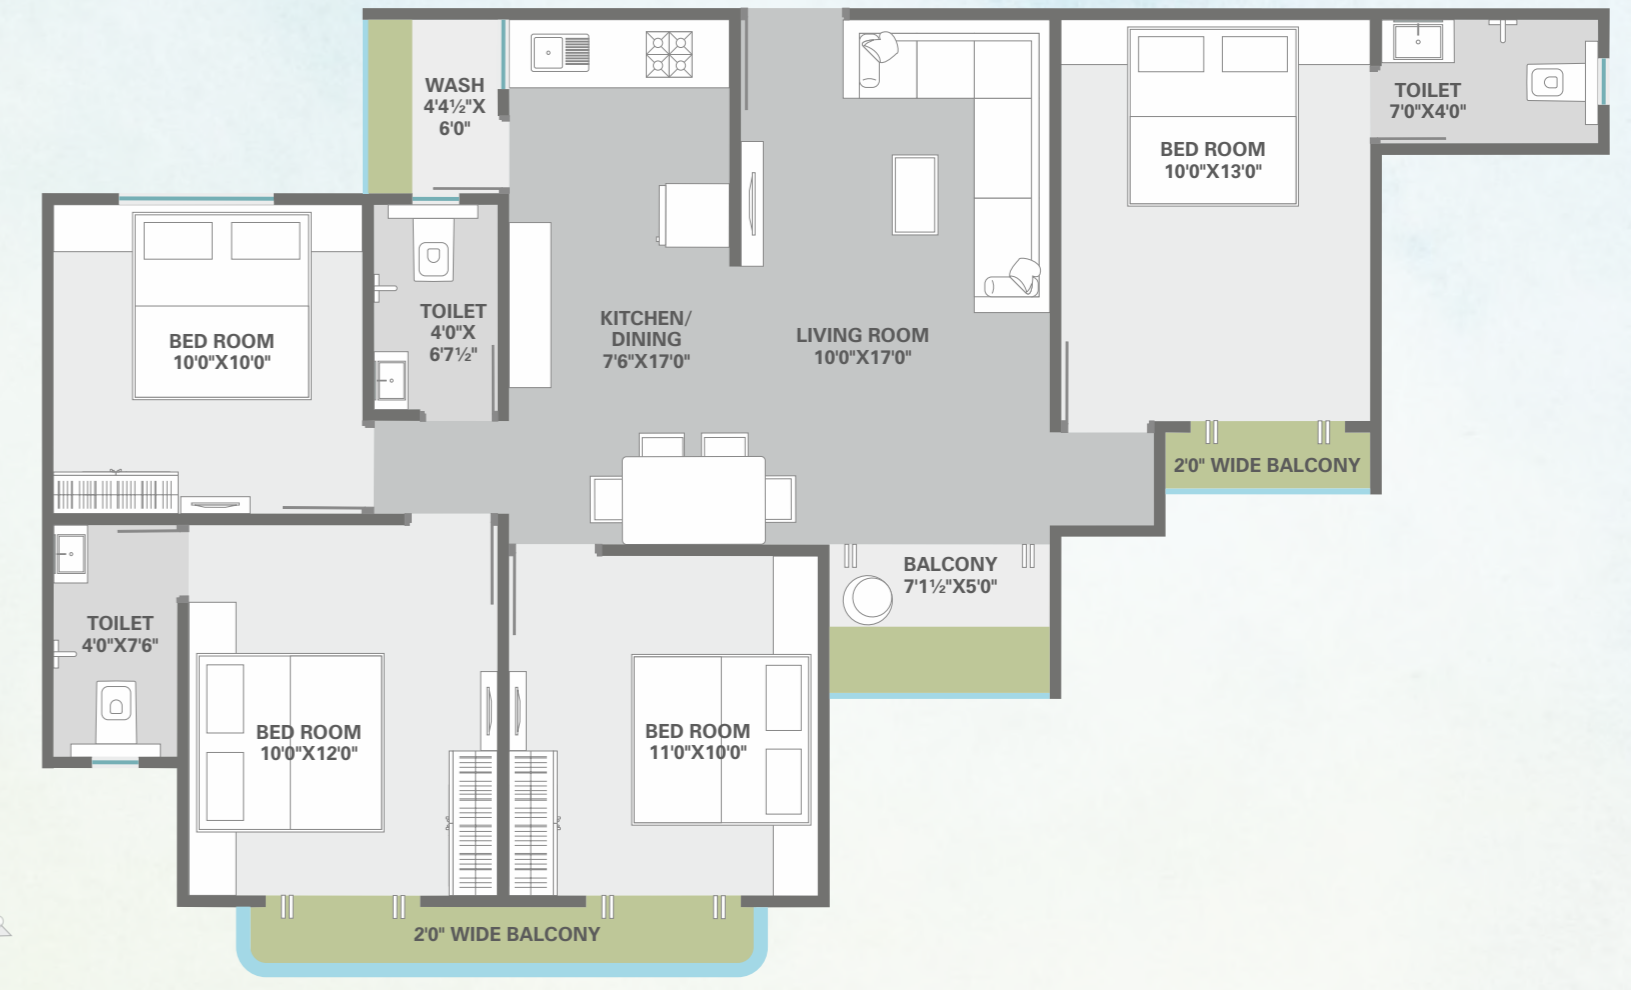 WASH
4'4½"X
6'0"
TOILET
7'0"X4'0"
BED ROOM
10'0"X13'0"
BED ROOM
10'0"X10'0"
TOILET
4'0"X
6'7½"
KITCHEN/
DINING
7'6"X17'0"
LIVING ROOM
10'0"X17'0"
2'0" WIDE BALCONY
BALCONY
7'1½"X5'0"
TOILET
4'0"X7'6"
BED ROOM
10'0"X12'0"
BED ROOM
11'0"X10'0"
2'0" WIDE BALCONY